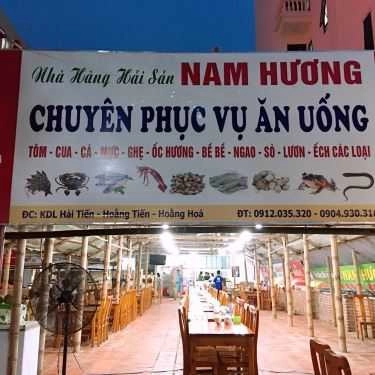 Nhà Hàng Hải Sản NAM HƯƠNG
CHUYÊN PHỤC VỤ ĂN UỐNG
TÔM - CUA - CÁ - MỰC - GHẸ - ỐC HƯƠNG - BỀ BỀ - NGAO - SÒ - LƯƠN - ẾCH CÁC LOẠI
ĐC: KDL Hải Tiến - Hoằng Tiến - Hoằng Hoá ĐT: 0912.035.320 - 0904.930.31